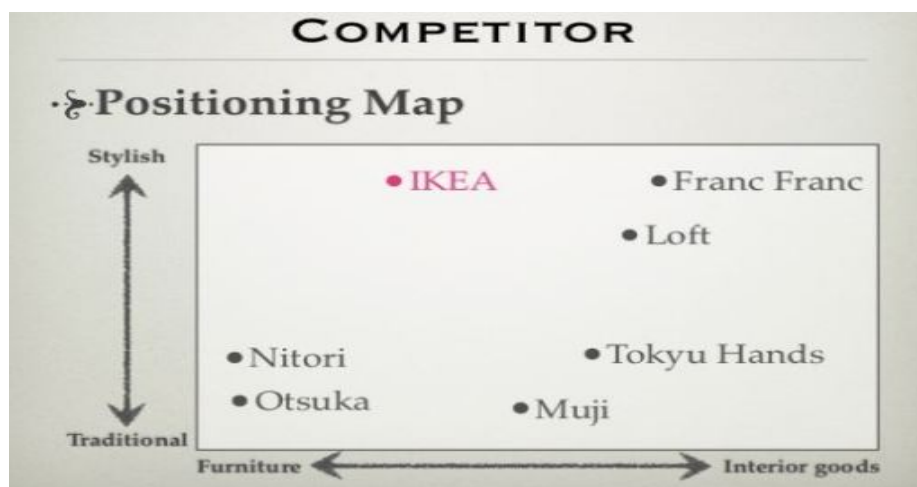 COMPETITOR
Positioning Map
Stylish
IKEA
Franc Franc
Loft
Nitori
Tokyu Hands
Otsuka
Muji
Traditional
Furniture
Interior goods